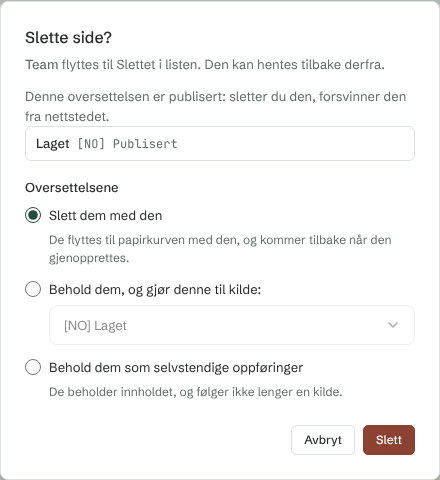 Slette side?
Team flyttes til Slettet i listen. Den kan hentes tilbake derfra.
Denne oversettelsen er publisert: sletter du den, forsvinner den
fra nettstedet.
Laget [NO] Publisert
Oversettelsene
Slett dem med den
De flyttes til papirkurven med den, og kommer tilbake når den
gjenopprettes.
Behold dem, og gjør denne til kilde:
[NO] Laget
Behold dem som selvstendige oppføringer
De beholder innholdet, og følger ikke lenger en kilde.
Avbryt
Slett